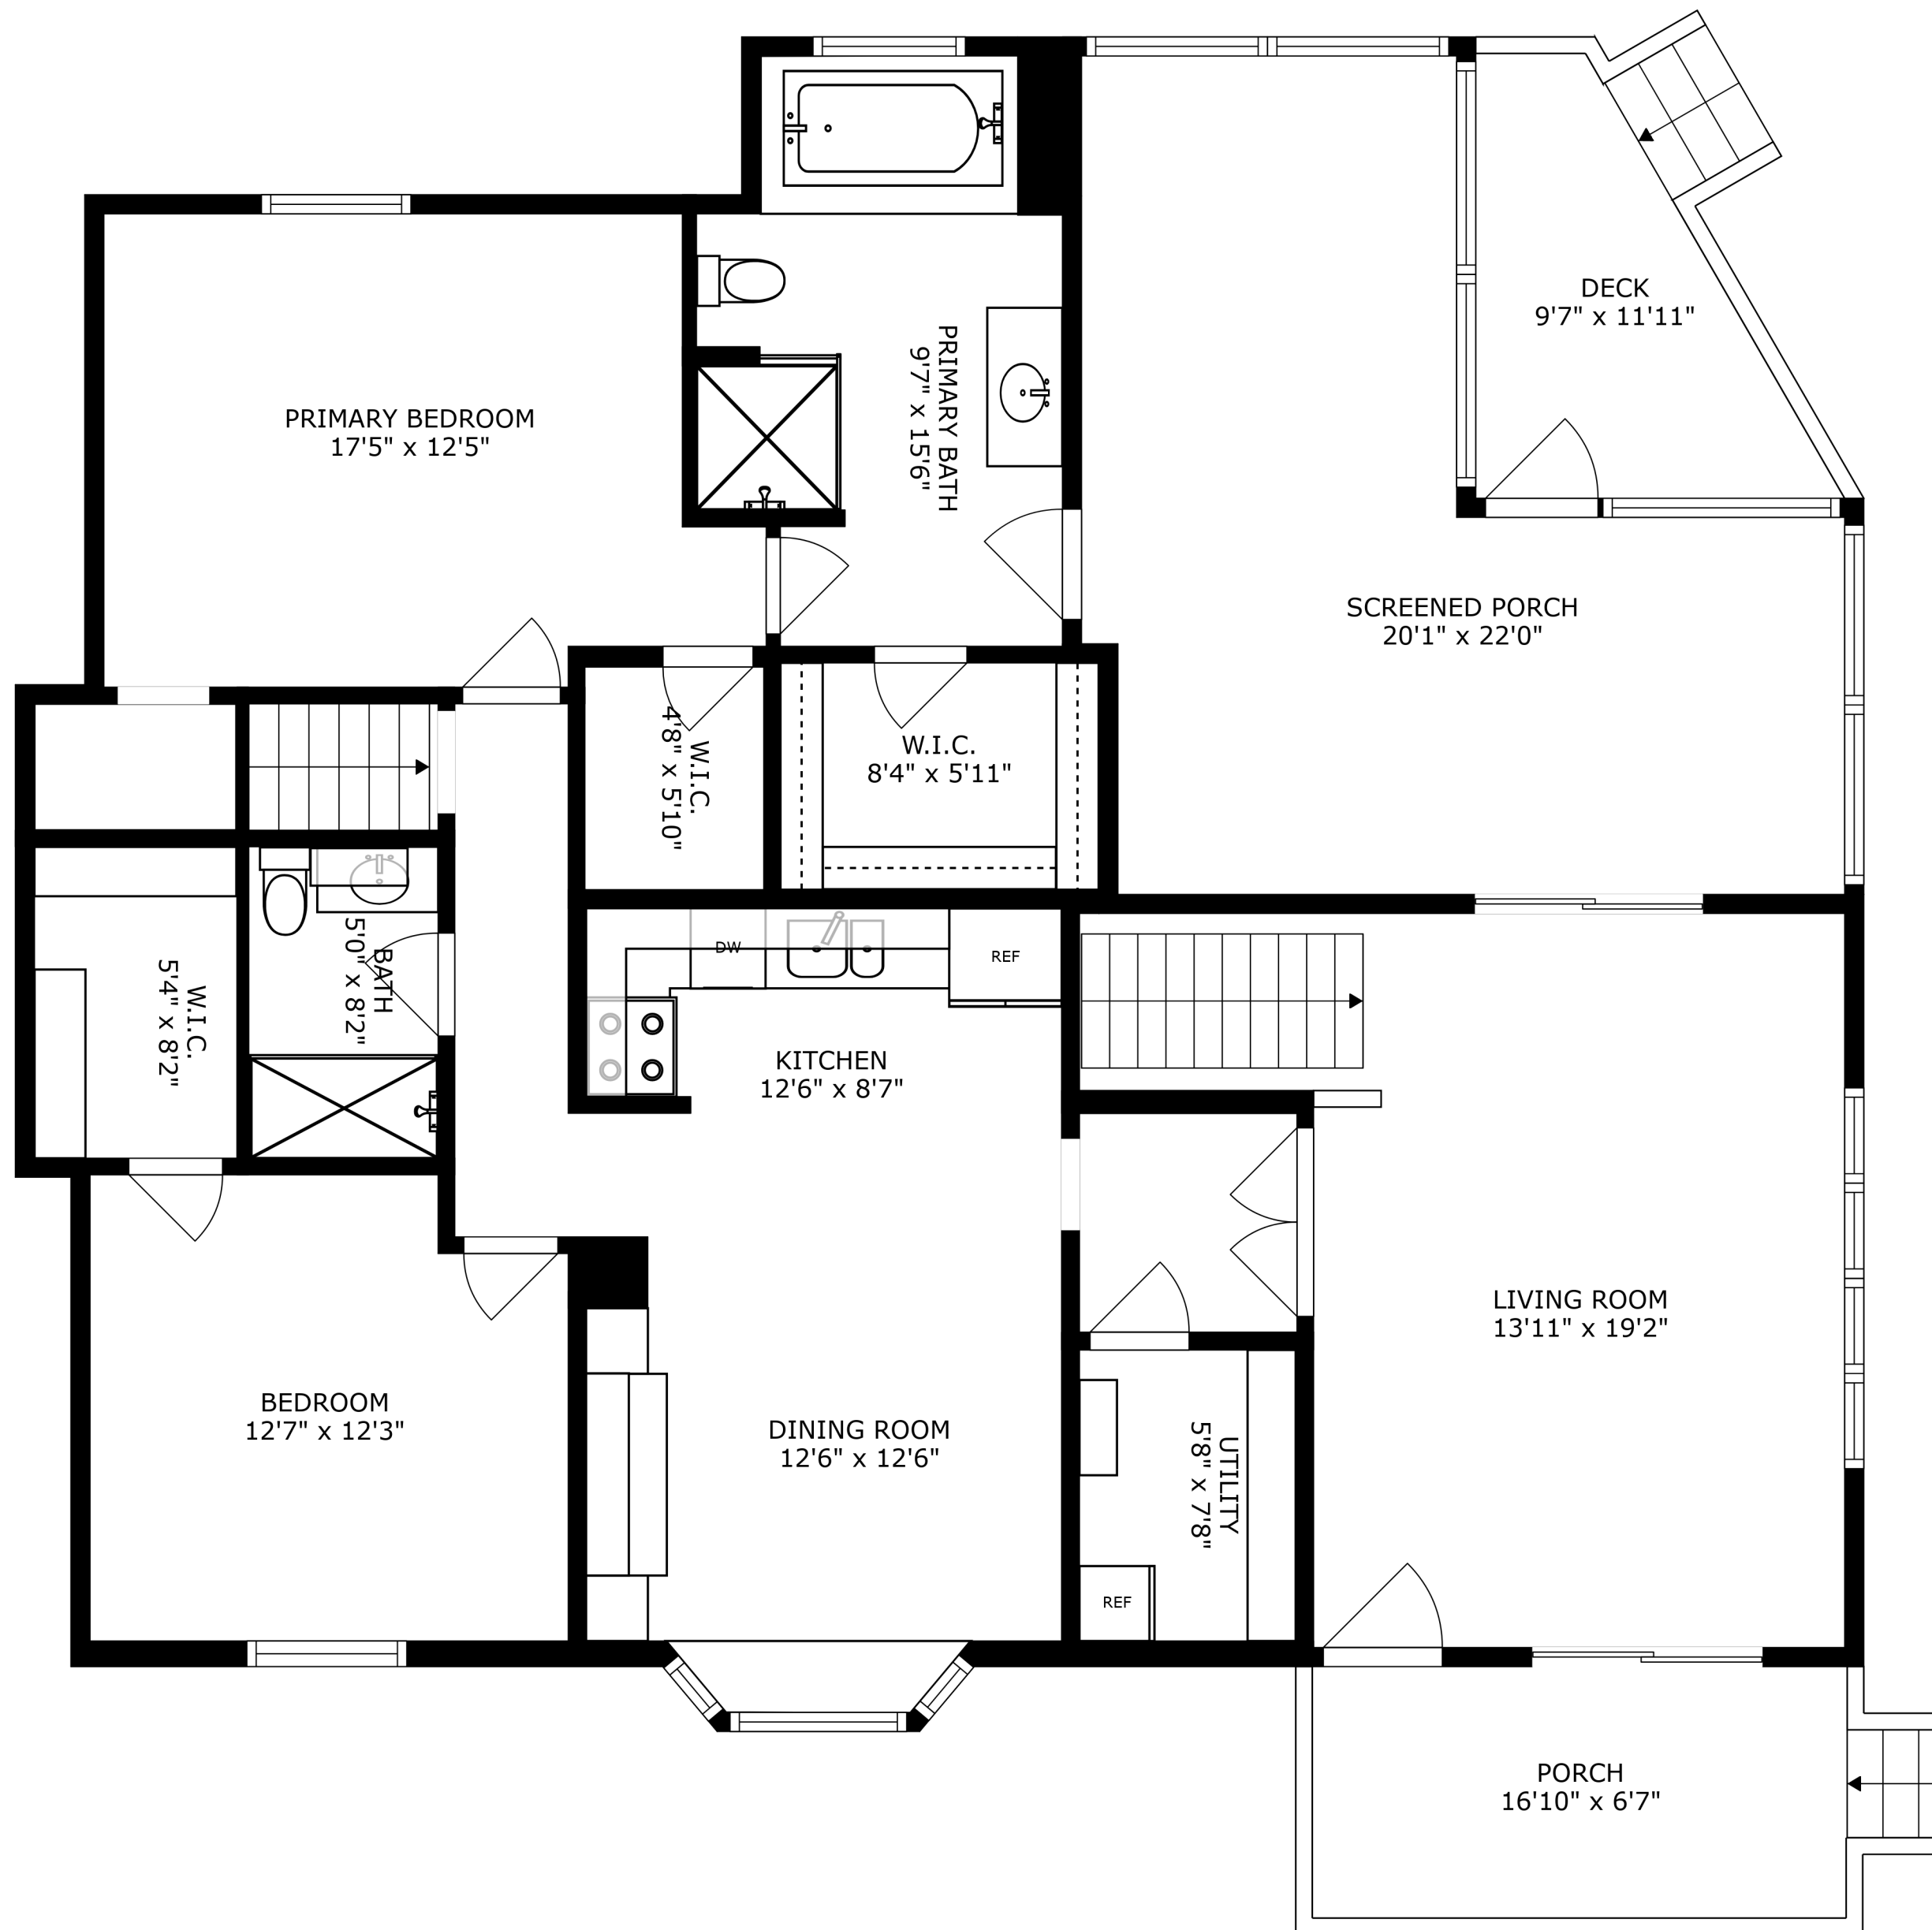 DECK
9'7" x 11'11"
PRIMARY BEDROOM
17'5" x 12'5"
PRIMARY BATH
9'7" x 15'6"
SCREENED PORCH
20'1" x 22'0"
W.I.C.
4'8" x 5'10"
W.I.C.
8'4" x 5'11"
W.I.C.
5'4" x 8'2"
BATH
5'0" x 8'2"
DW
REF
KITCHEN
12'6" x 8'7"
LIVING ROOM
13'11" x 19'2"
BEDROOM
12'7" x 12'3"
DINING ROOM
12'6" x 12'6"
UTILITY
5'8" x 7'8"
REF
PORCH
16'10" x 6'7"